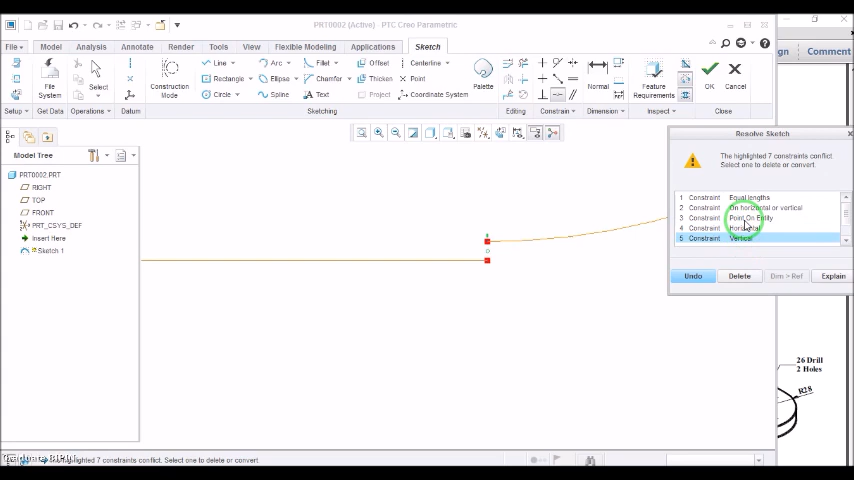 PRT0002 (Active) - PTC Creo Parametric
File Model Analysis Annotate Render Tools View Flexible Modeling Applications Sketch
Line Arc Fillet Offset Centerline
Rectangle Ellipse Chamfer Thicken Point
Circle Spline Text Project Coordinate System
File System Select Construction Mode Palette Normal Feature Requirements OK Cancel
Setup Get Data Operations Datum Sketching Editing Constrain Dimension Inspect Close
sign Comment
Model Tree
PRT0002.PRT
RIGHT
TOP
FRONT
PRT_CSYS_DEF
Insert Here
Sketch 1
Resolve Sketch
The highlighted 7 constraints conflict.
Select one to delete or convert.
1 Constraint Equal lengths
2 Constraint On horizontal or vertical
3 Constraint Point On Entity
4 Constraint Horizontal
5 Constraint Vertical
Undo Delete Dim > Ref Explain
26 Drill
2 Holes
R28
The highlighted 7 constraints conflict. Select one to delete or convert.